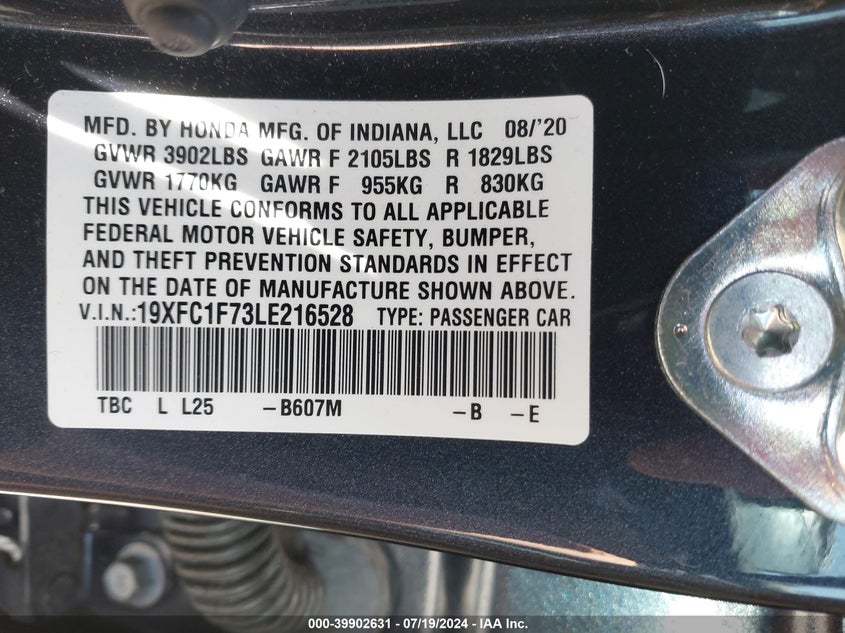 MFD. BY HONDA MFG. OF INDIANA, LLC 08/'20
GVWR 3902LBS GAWR F 2105LBS R 1829LBS
GVWR 1770KG GAWR F 955KG R 830KG
THIS VEHICLE CONFORMS TO ALL APPLICABLE
FEDERAL MOTOR VEHICLE SAFETY, BUMPER,
AND THEFT PREVENTION STANDARDS IN EFFECT
ON THE DATE OF MANUFACTURE SHOWN ABOVE.
V.I.N.:19XFC1F73LE216528 TYPE: PASSENGER CAR
TBC L L25 -B607M -B -E
000-39902631 - 07/19/2024 - IAA Inc.